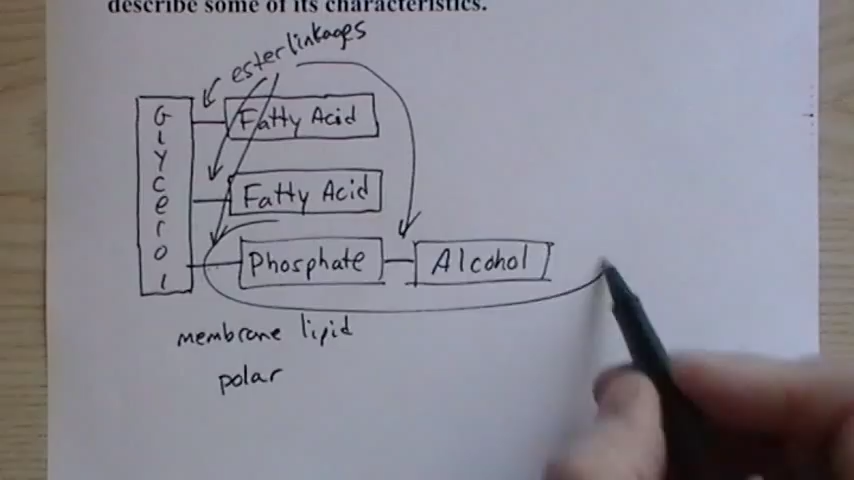 describe some of its characteristics.
ester linkages
Glycerol
Fatty Acid
Fatty Acid
Phosphate
Alcohol
membrane lipid
polar